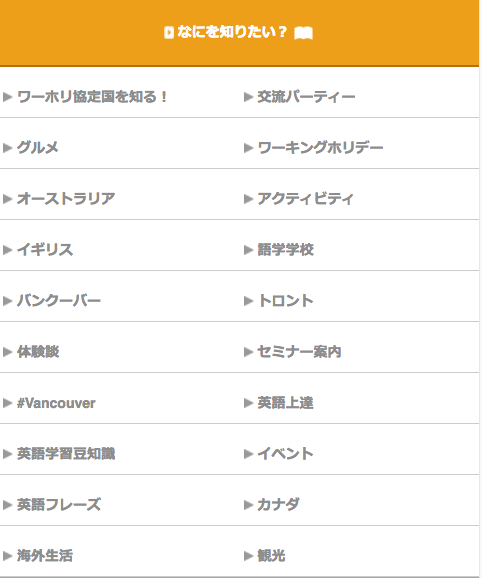 なにを知りたい？
ワーホリ協定国を知る！
交流パーティー
グルメ
ワーキングホリデー
オーストラリア
アクティビティ
イギリス
語学学校
バンクーバー
トロント
体験談
セミナー案内
#Vancouver
英語上達
英語学習豆知識
イベント
英語フレーズ
カナダ
海外生活
観光